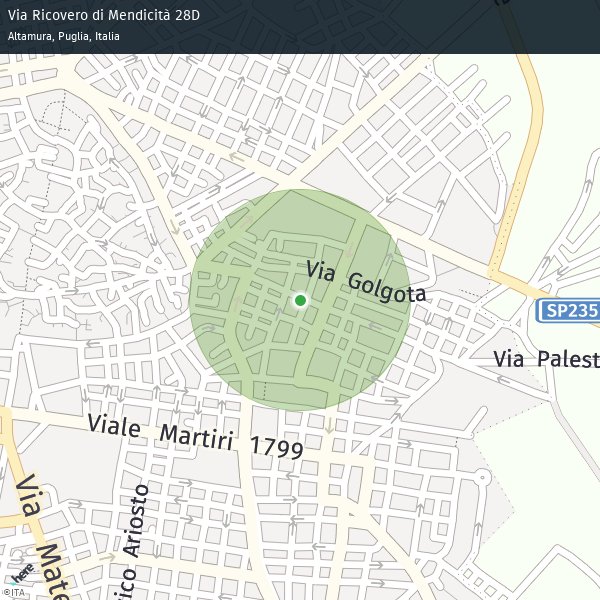 Via Ricovero di Mendicità 28D
Altamura, Puglia, Italia
Via Golgota
SP235
Via Palest
Viale Martiri 1799
Via Mate
rico Ariosto
here
©ITA